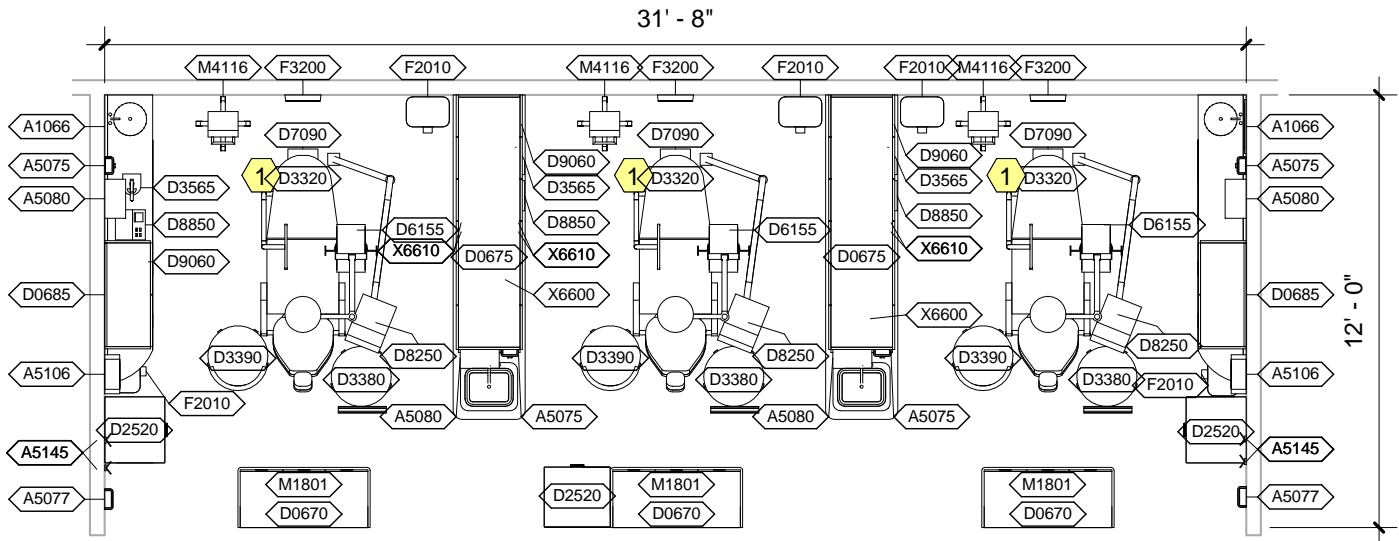 31' - 8"
M4116 F3200 F2010 M4116 F3200 F2010 F2010 M4116 F3200
A1066 D7090 D7090 D7090 A1066
D9060 D9060
A5075 1 D3320 1 D3320 1 D3320 A5075
D3565 D3565 D3565
A5080 A5080
D8850 D8850 D8850
D6155 D6155 D6155
X6610 D0675 X6610 D0675 X6610
D9060
D0685 X6600 D0685
X6600
12' - 0"
D3390 D8250 D3390 D8250 D3390 D8250
A5106 D3380 D3380 D3380 F2010 A5106
F2010
A5080 A5075 A5080 A5075
D2520 D2520
A5145 A5145
M1801 M1801 M1801
A5077 D2520 A5077
D0670 D0670 D0670